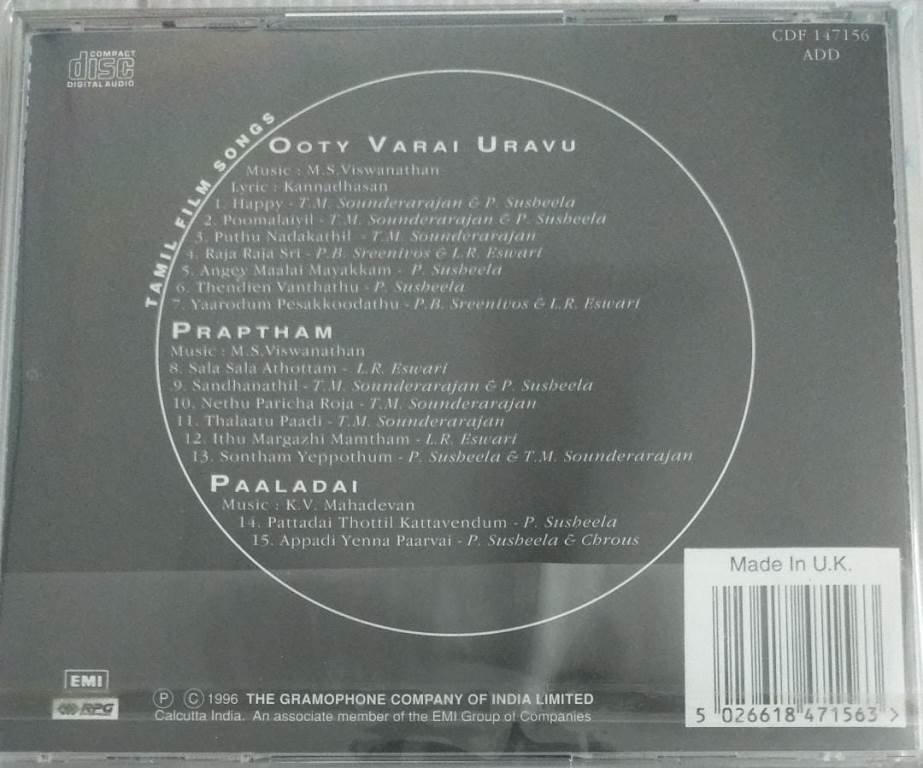 COMPACT
disc
DIGITAL AUDIO
CDF 147156
ADD
TAMIL FILM SONGS
OOTY VARAI URAVU
Music : M.S.Viswanathan
Lyric : Kannadhasan
1. Happy - T.M. Sounderarajan & P. Susheela
2. Poomalaiyil - T.M. Sounderarajan & P. Susheela
3. Puthu Nadakathil - T.M. Sounderarajan
4. Raja Raja Sri - P.B. Sreenivos & L.R. Eswari
5. Angey Maalai Mayakkam - P. Susheela
6. Thendien Vanthathu - P. Susheela
7. Yaarodum Pesakkoodathu - P.B. Sreenivos & L.R. Eswari
PRAPTHAM
Music : M.S.Viswanathan
8. Sala Sala Athottam - L.R. Eswari
9. Sandhanathil - T.M. Sounderarajan & P. Susheela
10. Nethu Paricha Roja - T.M. Sounderarajan
11. Thalaatu Paadi - T.M. Sounderarajan
12. Ithu Margazhi Mamtham - L.R. Eswari
13. Sontham Yeppothum - P. Susheela & T.M. Sounderarajan
PAALADAI
Music : K.V. Mahadevan
14. Pattadai Thottil Kattavendum - P. Susheela
15. Appadi Yenna Paarvai - P. Susheela & Chrous
Made In U.K.
5 026618 471563 >
EMI
RPG
Ⓟ Ⓒ 1996 THE GRAMOPHONE COMPANY OF INDIA LIMITED
Calcutta India. An associate member of the EMI Group of Companies